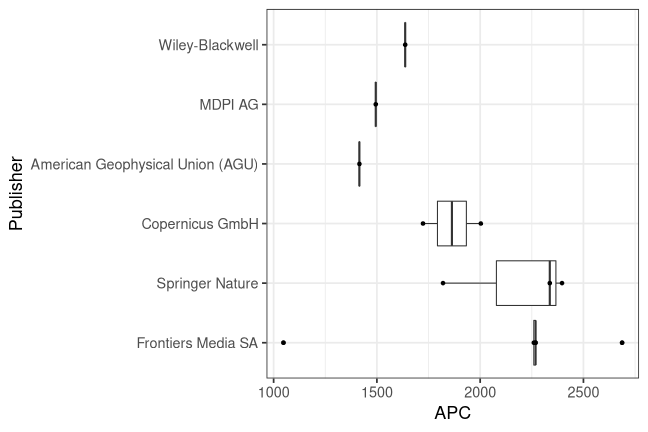 Publisher
Wiley-Blackwell
MDPI AG
American Geophysical Union (AGU)
Copernicus GmbH
Springer Nature
Frontiers Media SA
1000 1500 2000 2500
APC